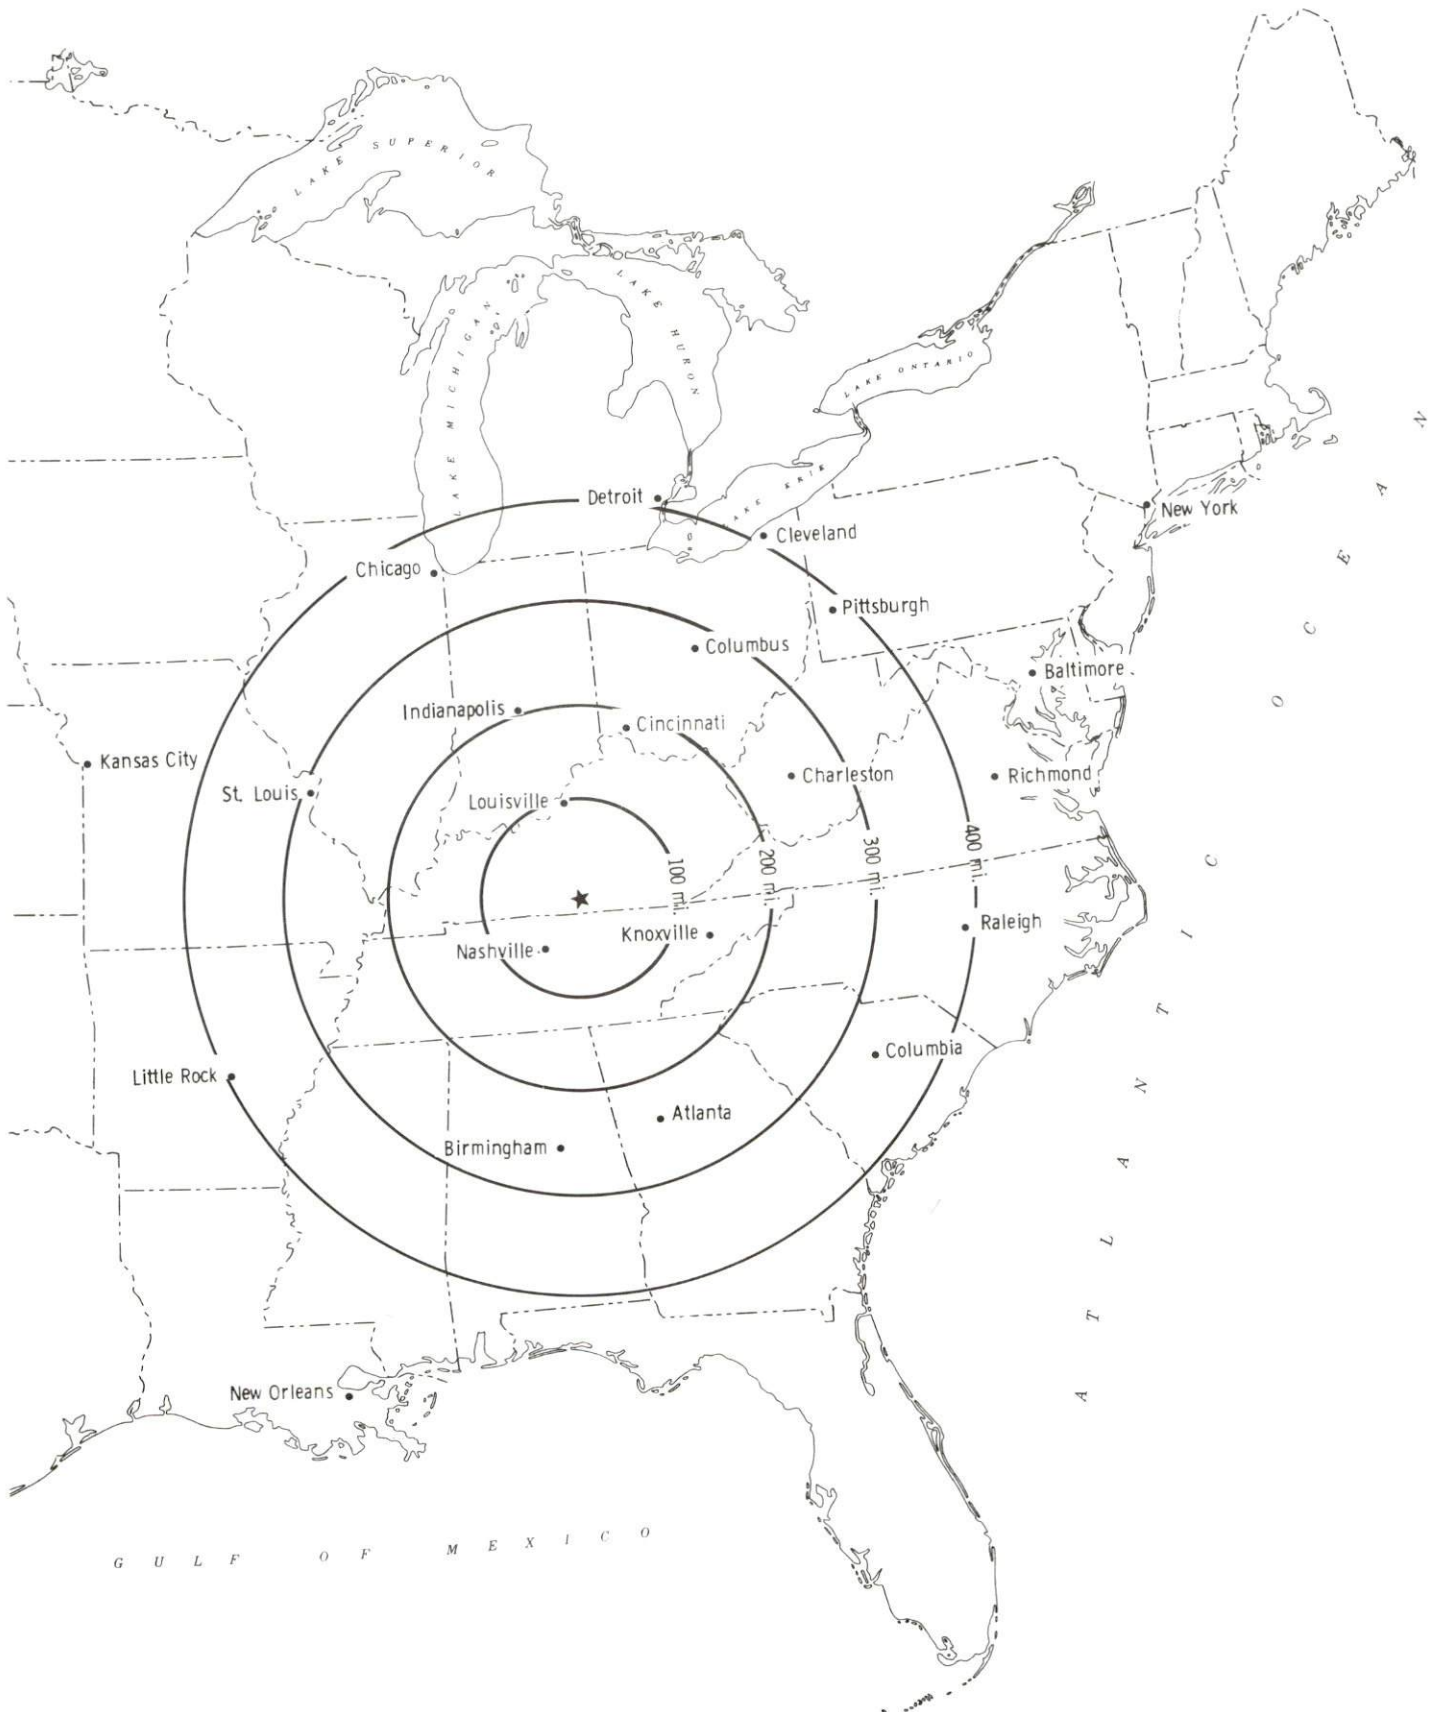 LAKE SUPERIOR
LAKE MICHIGAN
LAKE HURON
LAKE ONTARIO
LAKE ERIE
Detroit
New York
Cleveland
Chicago
Pittsburgh
Columbus
Baltimore
Indianapolis
Cincinnati
Kansas City
Charleston
Richmond
St. Louis
Louisville
100 mi.
200 mi.
300 mi.
400 mi.
Raleigh
Knoxville
Nashville
Columbia
Little Rock
Atlanta
Birmingham
New Orleans
ATLANTIC OCEAN
GULF OF MEXICO